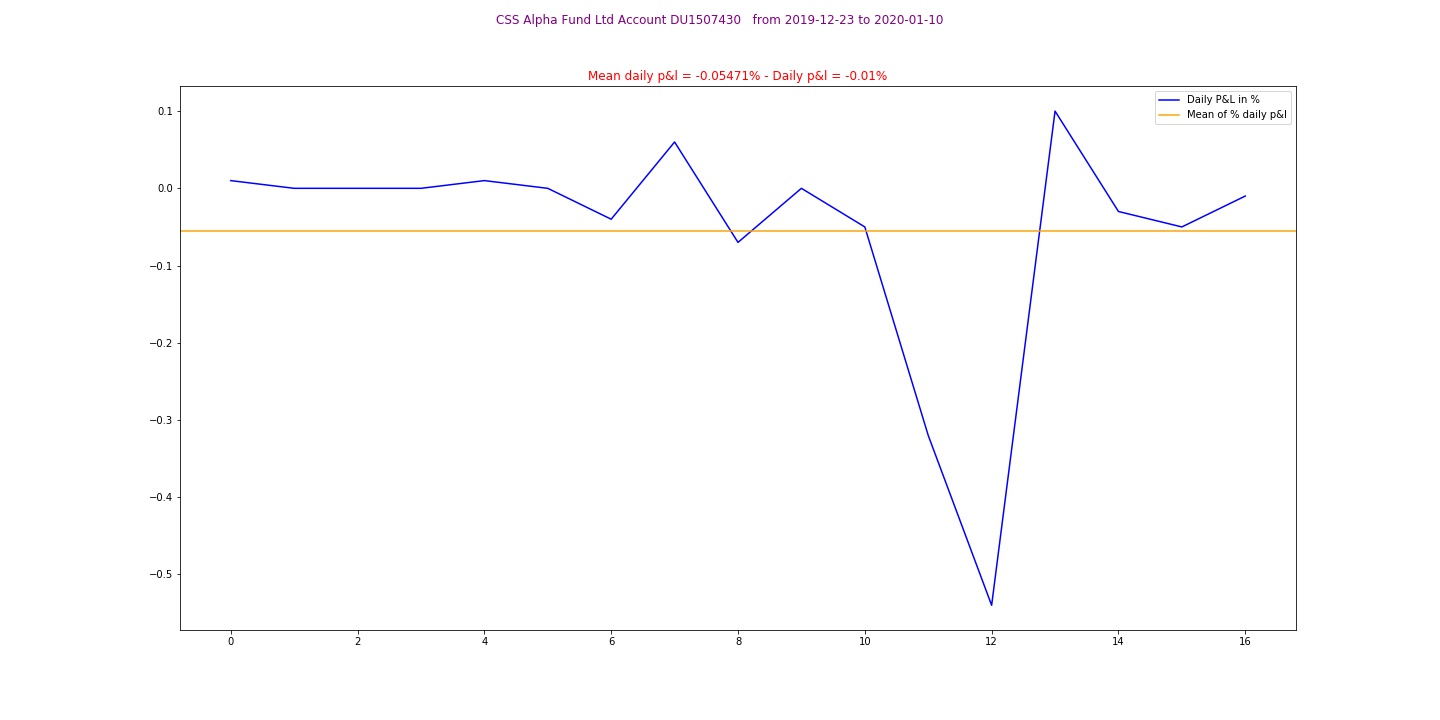 CSS Alpha Fund Ltd Account DU1507430   from 2019-12-23 to 2020-01-10
Mean daily p&l = -0.05471% - Daily p&l = -0.01%
Daily P&L in %
Mean of % daily p&l
0.1
0.0
−0.1
−0.2
−0.3
−0.4
−0.5
0 2 4 6 8 10 12 14 16